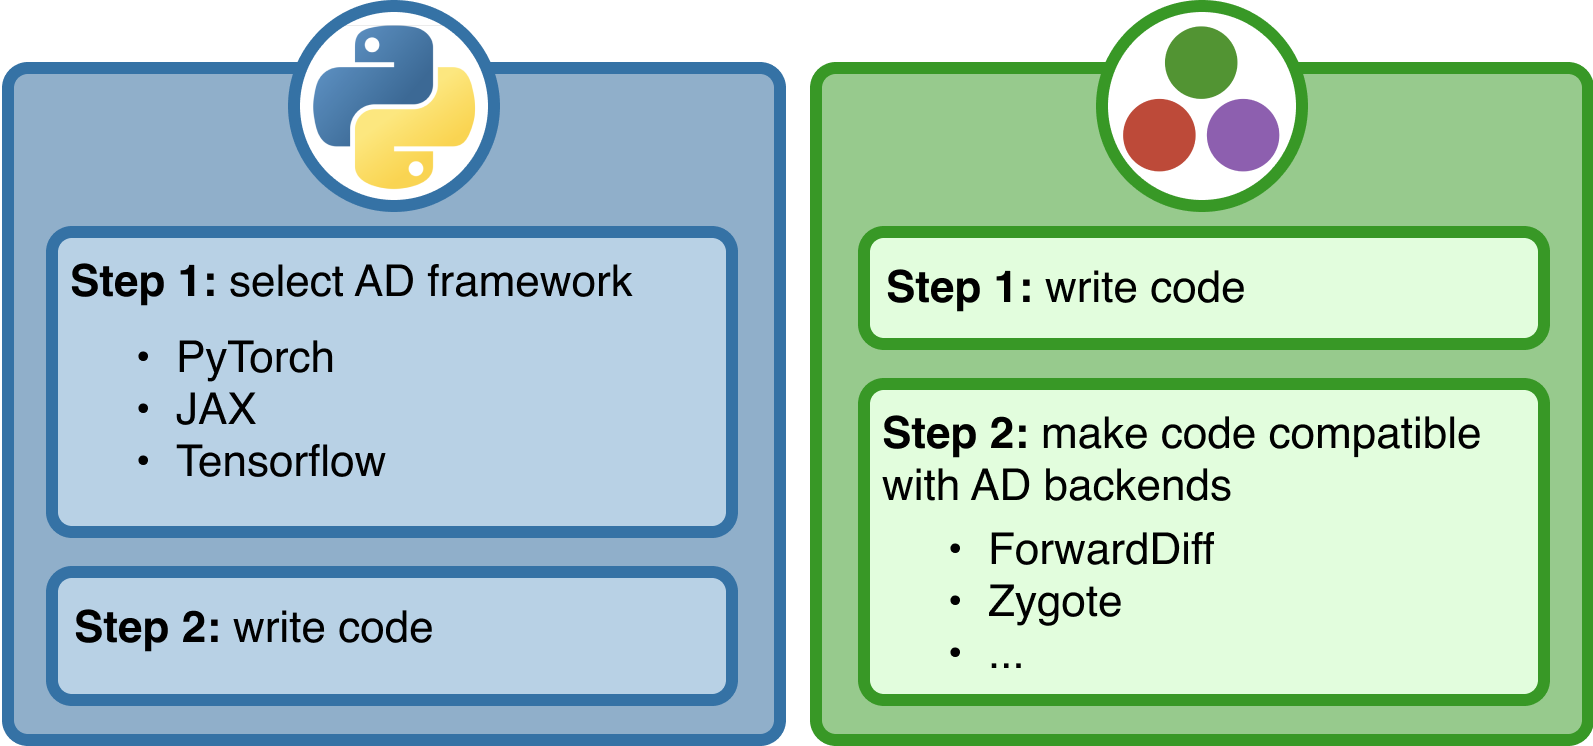 Step 1: select AD framework
• PyTorch
• JAX
• Tensorflow
Step 2: write code
Step 1: write code
Step 2: make code compatible
with AD backends
• ForwardDiff
• Zygote
• ...